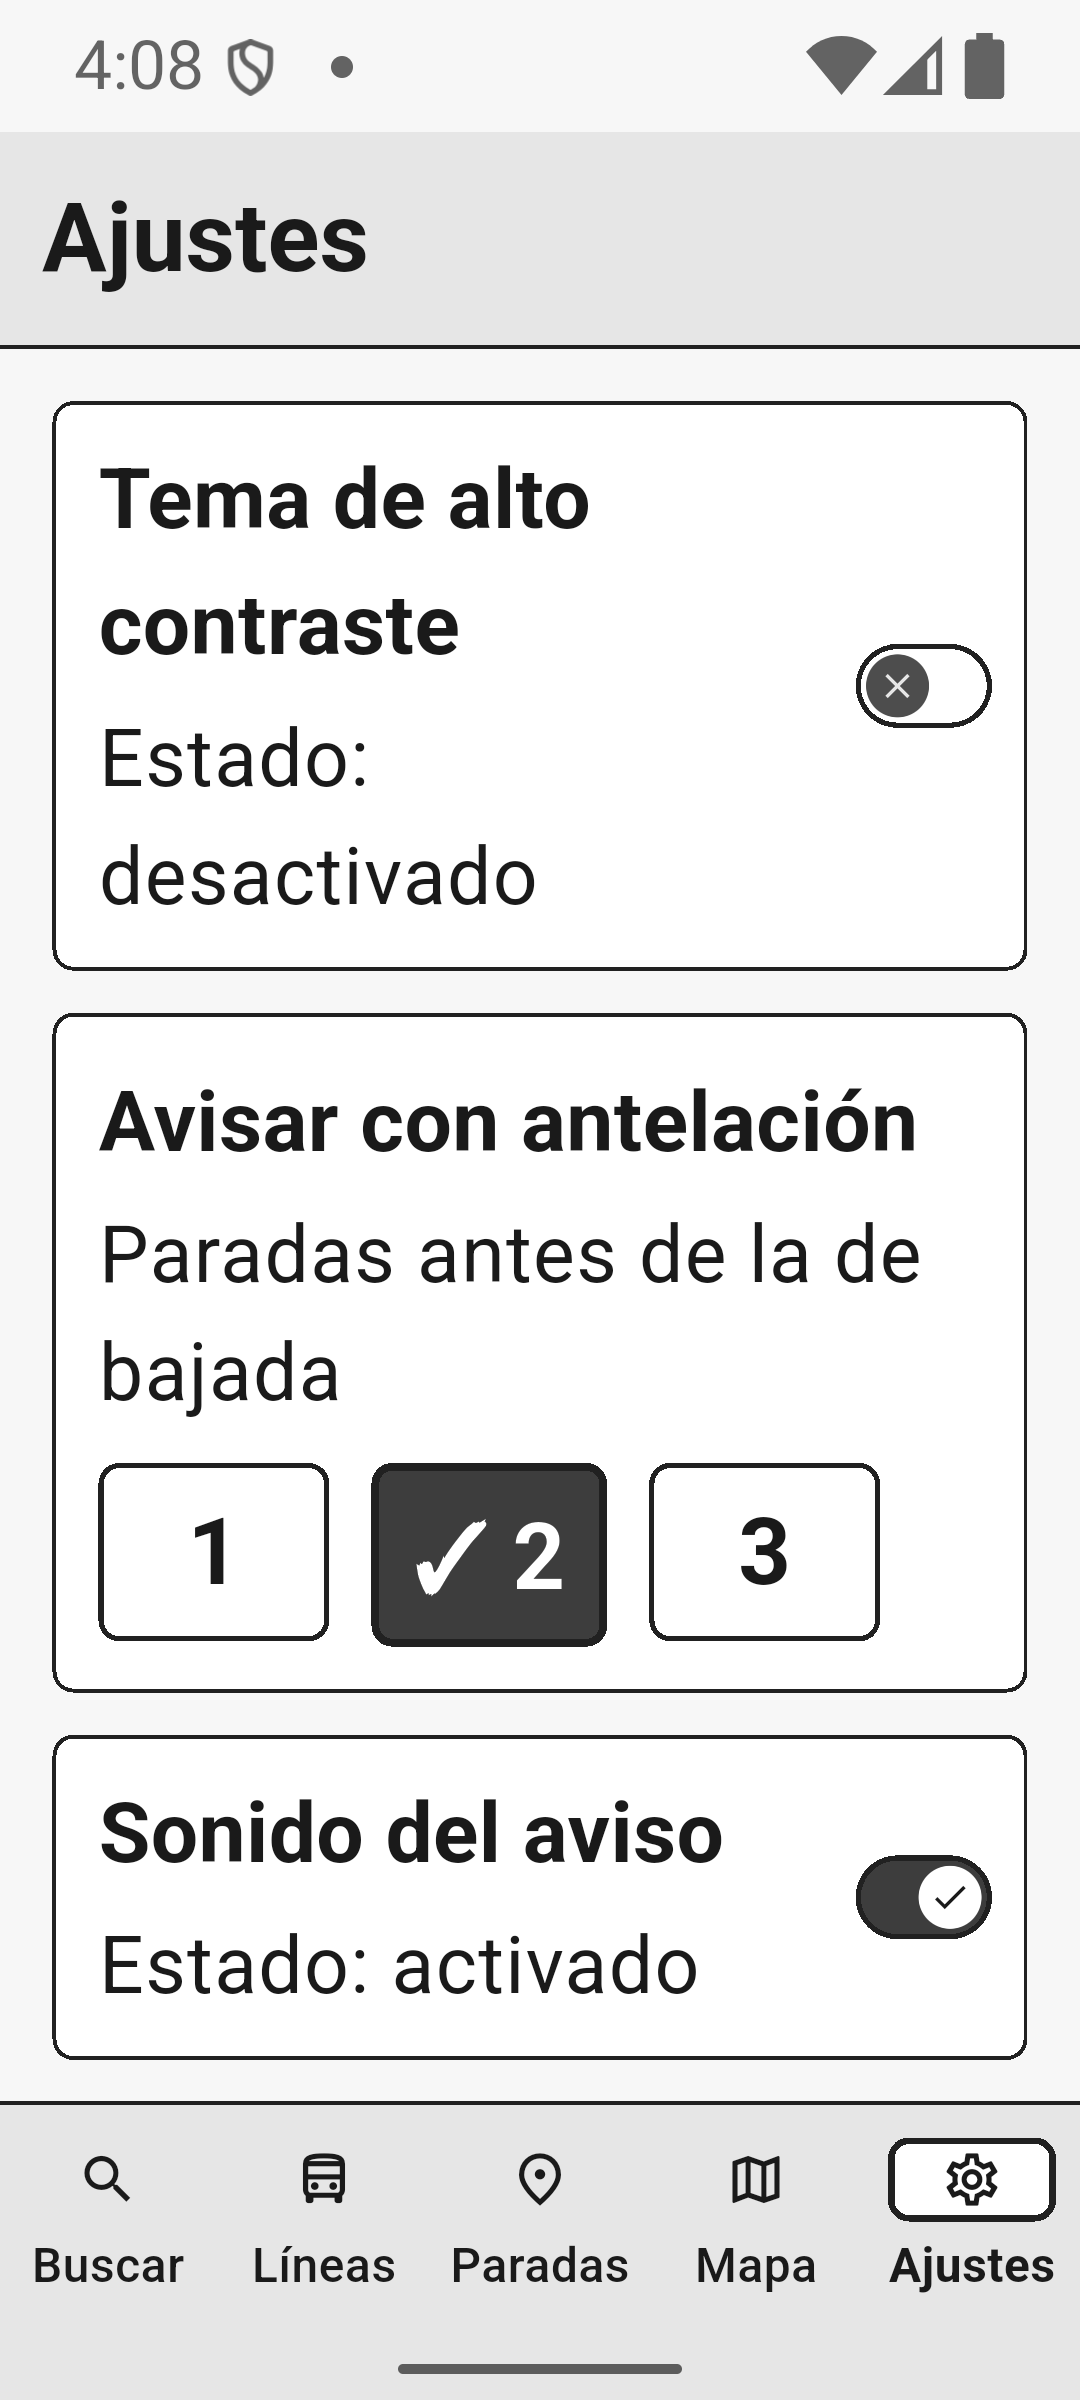 4:08
Ajustes
Tema de alto
contraste
Estado:
desactivado
Avisar con antelación
Paradas antes de la de
bajada
1
✓ 2
3
Sonido del aviso
Estado: activado
Buscar
Líneas
Paradas
Mapa
Ajustes